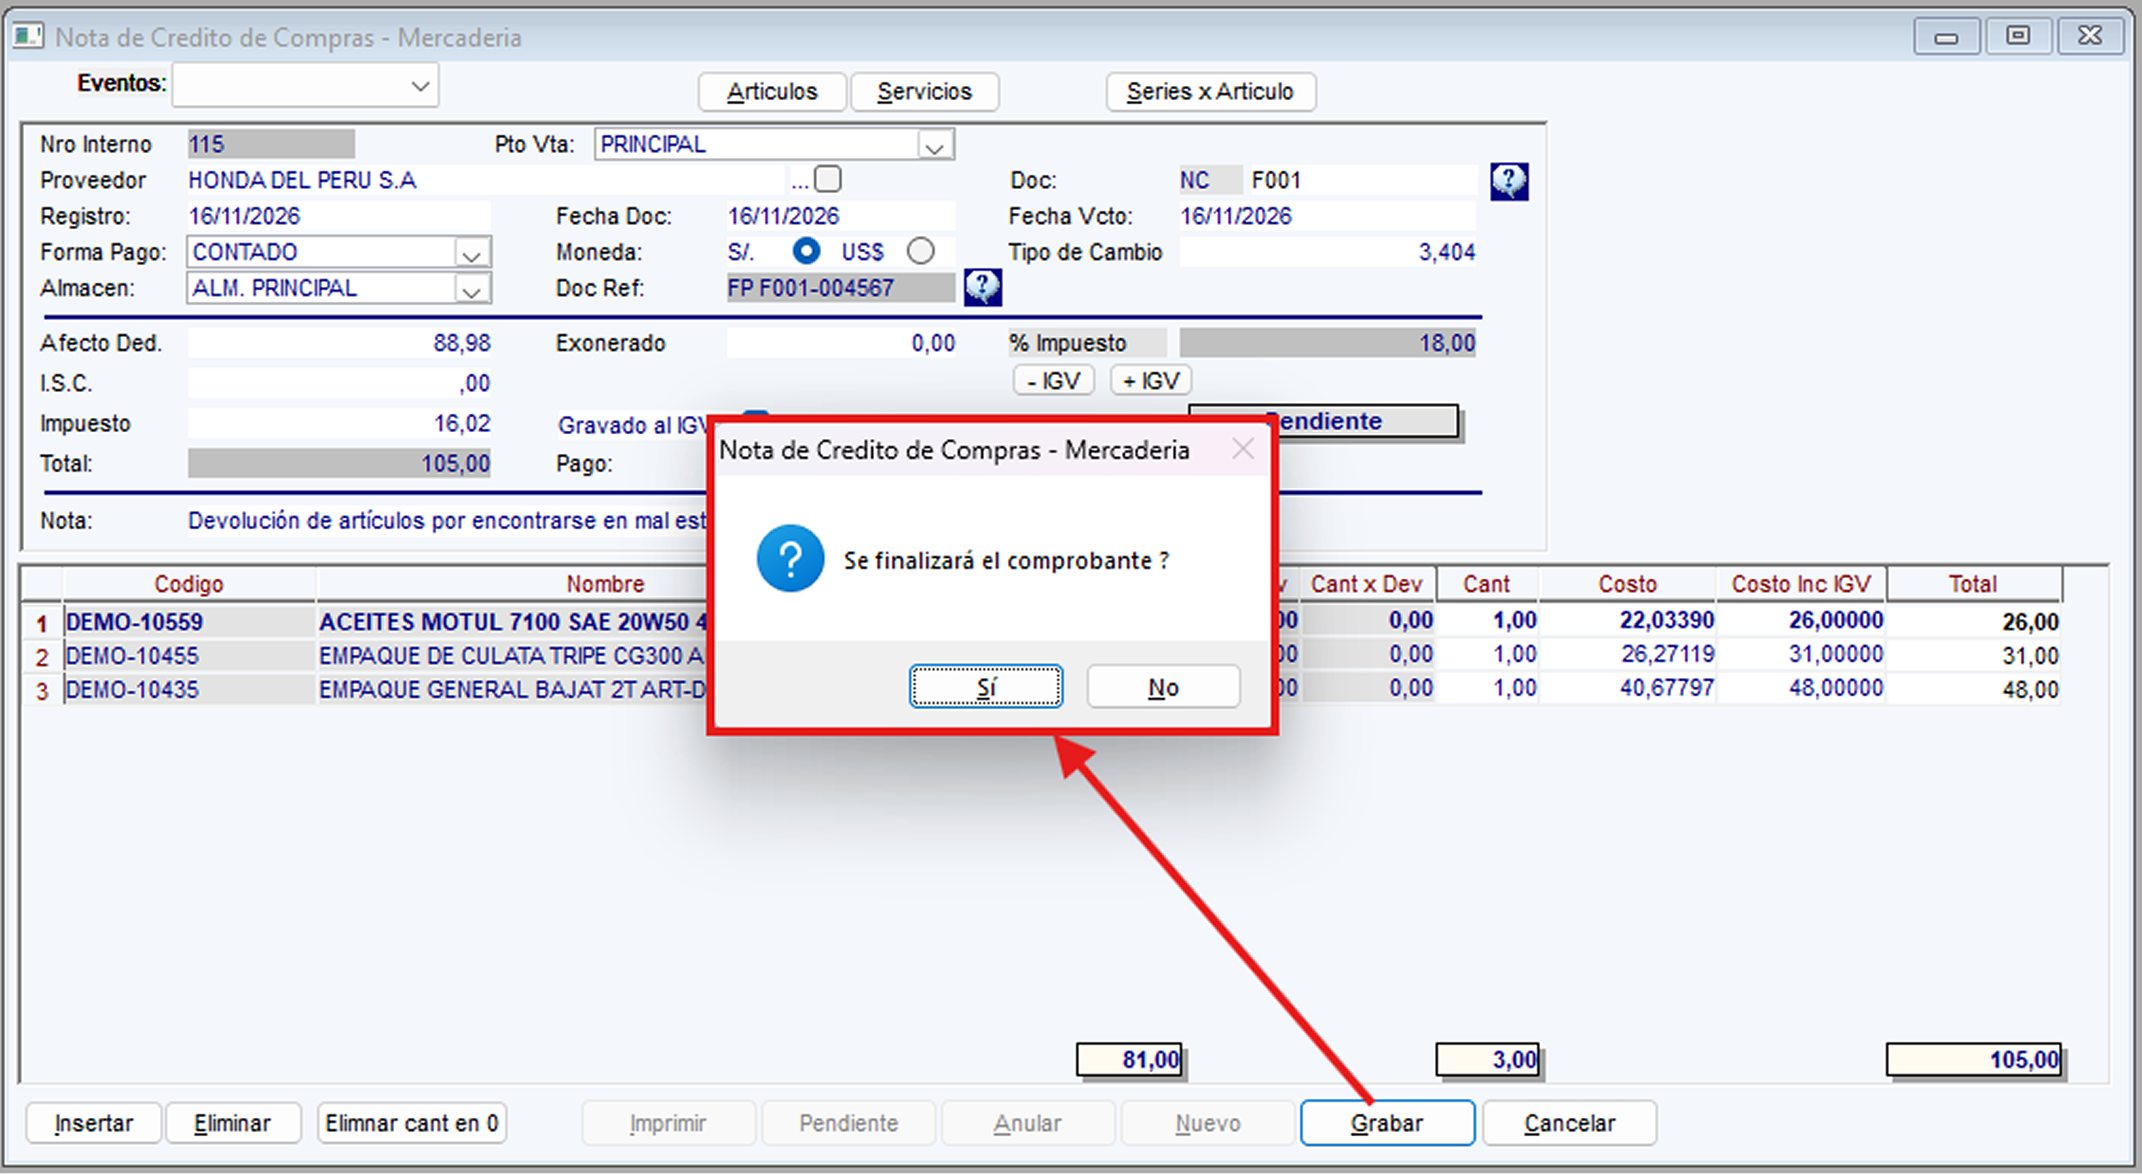 Nota de Credito de Compras - Mercaderia
Eventos:
Articulos Servicios Series x Articulo
Nro Interno 115 Pto Vta: PRINCIPAL
Proveedor HONDA DEL PERU S.A ... Doc: NC F001
Registro: 16/11/2026 Fecha Doc: 16/11/2026 Fecha Vcto: 16/11/2026
Forma Pago: CONTADO Moneda: S/. US$ Tipo de Cambio 3,404
Almacen: ALM. PRINCIPAL Doc Ref: FP F001-004567
Afecto Ded. 88,98 Exonerado 0,00 % Impuesto 18,00
I.S.C. ,00 - IGV + IGV
Impuesto 16,02 Gravado al IGV endiente
Total: 105,00 Pago:
Nota: Devolución de artículos por encontrarse en mal est
Nota de Credito de Compras - Mercaderia
Se finalizará el comprobante ?
Sí No
Codigo Nombre v Cant x Dev Cant Costo Costo Inc IGV Total
1 DEMO-10559 ACEITES MOTUL 7100 SAE 20W50 4 00 0,00 1,00 22,03390 26,00000 26,00
2 DEMO-10455 EMPAQUE DE CULATA TRIPE CG300 A 00 0,00 1,00 26,27119 31,00000 31,00
3 DEMO-10435 EMPAQUE GENERAL BAJAT 2T ART-D 00 0,00 1,00 40,67797 48,00000 48,00
81,00 3,00 105,00
Insertar Eliminar Elimnar cant en 0 Imprimir Pendiente Anular Nuevo Grabar Cancelar